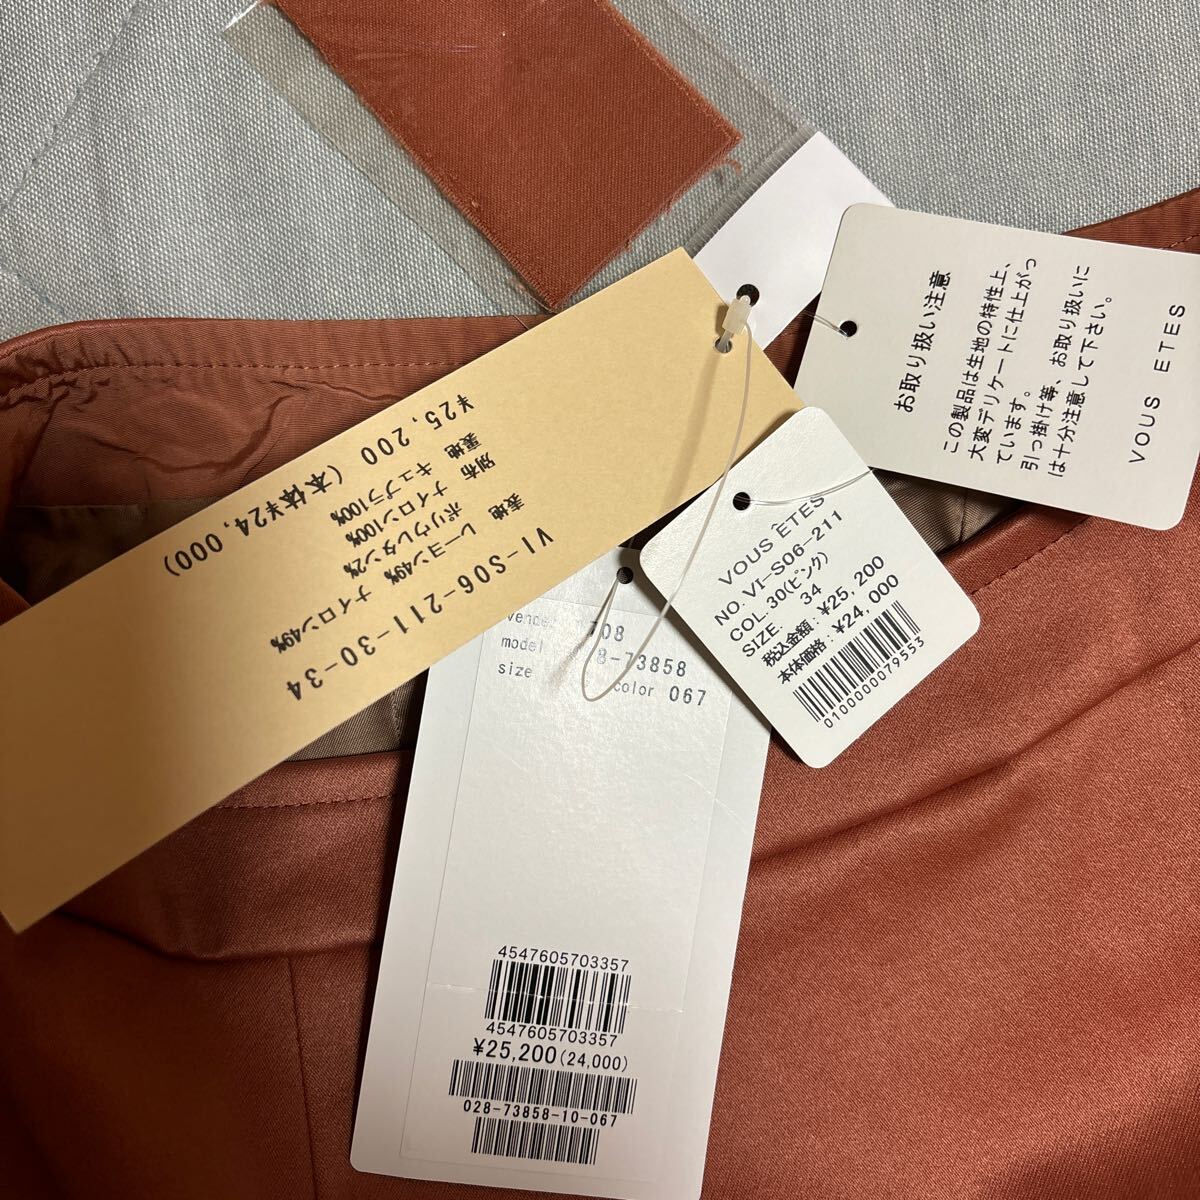 お取り扱い注意
この製品は生地の特性上、
大変デリケートに仕上がっ
ています。
引っ掛け等、お取り扱いに
は十分注意して下さい。
VOUS ETES
VOUS ÊTES
NO.VI-S06-211
COL.30(ピンク)
SIZE 34
税込金額:¥25,200
本体価格:¥24,000
0100000079553
VI-S06-211-30-34
表地 レーヨン49% ナイロン49%
ポリウレタン2%
別布 ナイロン100%
裏地 キュプラ100%
¥25,200 (本体¥24,000)
708
model 8-73858
size color 067
4547605703357
4547605703357
¥25,200(24,000)
028-73858-10-067